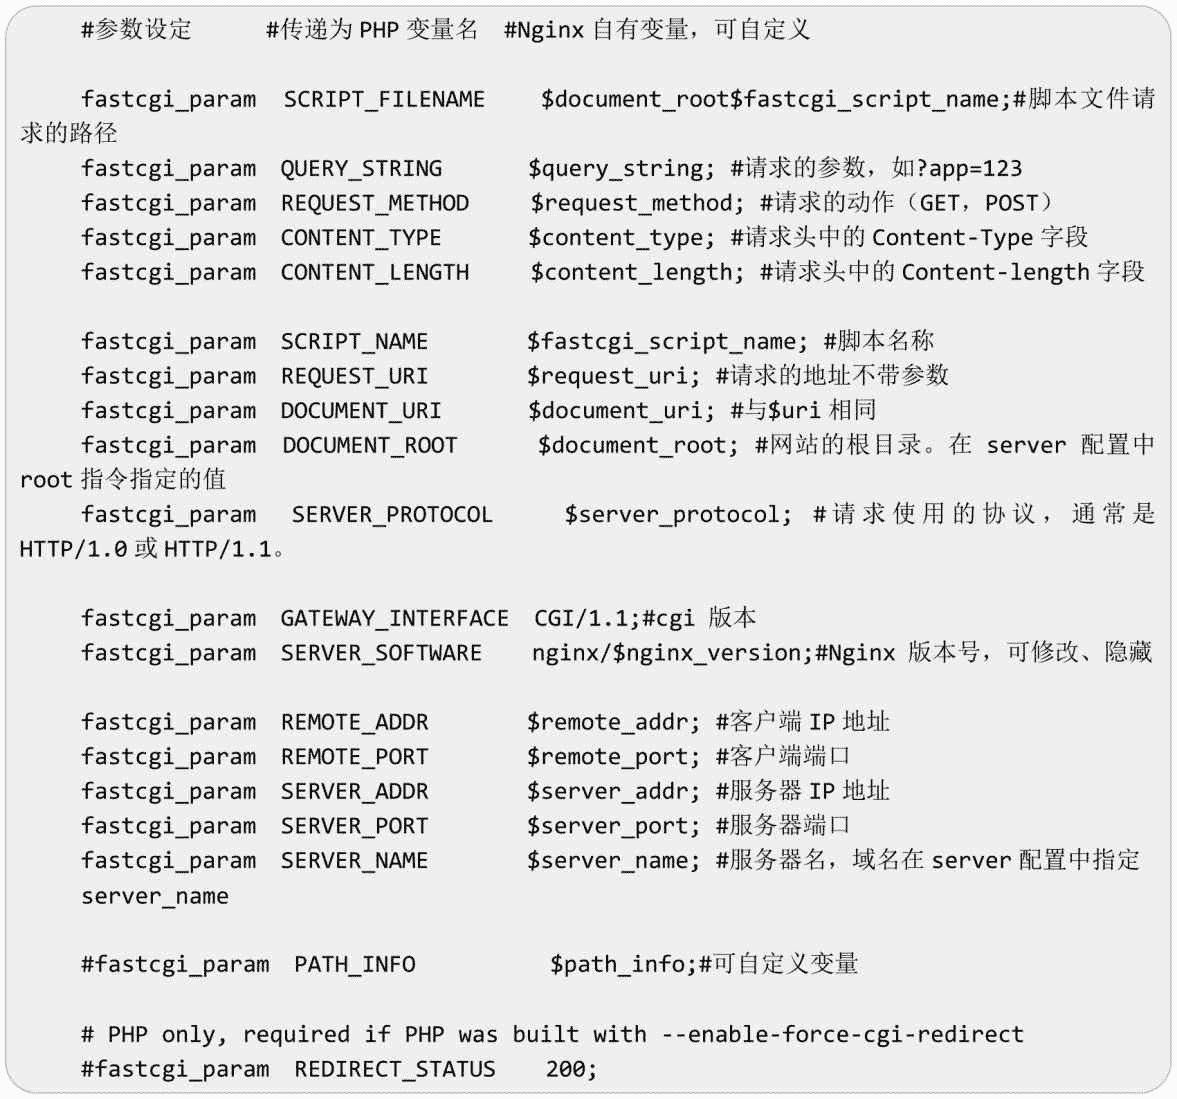 #参数设定 #传递为 PHP 变量名 #Nginx 自有变量，可自定义
fastcgi_param SCRIPT_FILENAME $document_root$fastcgi_script_name;#脚本文件请
求的路径
fastcgi_param QUERY_STRING $query_string; #请求的参数，如?app=123
fastcgi_param REQUEST_METHOD $request_method; #请求的动作（GET，POST）
fastcgi_param CONTENT_TYPE $content_type; #请求头中的 Content-Type 字段
fastcgi_param CONTENT_LENGTH $content_length; #请求头中的 Content-length 字段
fastcgi_param SCRIPT_NAME $fastcgi_script_name; #脚本名称
fastcgi_param REQUEST_URI $request_uri; #请求的地址不带参数
fastcgi_param DOCUMENT_URI $document_uri; #与$uri 相同
fastcgi_param DOCUMENT_ROOT $document_root; #网站的根目录。在 server 配置中
root 指令指定的值
fastcgi_param SERVER_PROTOCOL $server_protocol; #请求使用的协议，通常是
HTTP/1.0 或 HTTP/1.1。
fastcgi_param GATEWAY_INTERFACE CGI/1.1;#cgi 版本
fastcgi_param SERVER_SOFTWARE nginx/$nginx_version;#Nginx 版本号，可修改、隐藏
fastcgi_param REMOTE_ADDR $remote_addr; #客户端 IP 地址
fastcgi_param REMOTE_PORT $remote_port; #客户端端口
fastcgi_param SERVER_ADDR $server_addr; #服务器 IP 地址
fastcgi_param SERVER_PORT $server_port; #服务器端口
fastcgi_param SERVER_NAME $server_name; #服务器名，域名在 server 配置中指定
server_name
#fastcgi_param PATH_INFO $path_info;#可自定义变量
# PHP only, required if PHP was built with --enable-force-cgi-redirect
#fastcgi_param REDIRECT_STATUS 200;